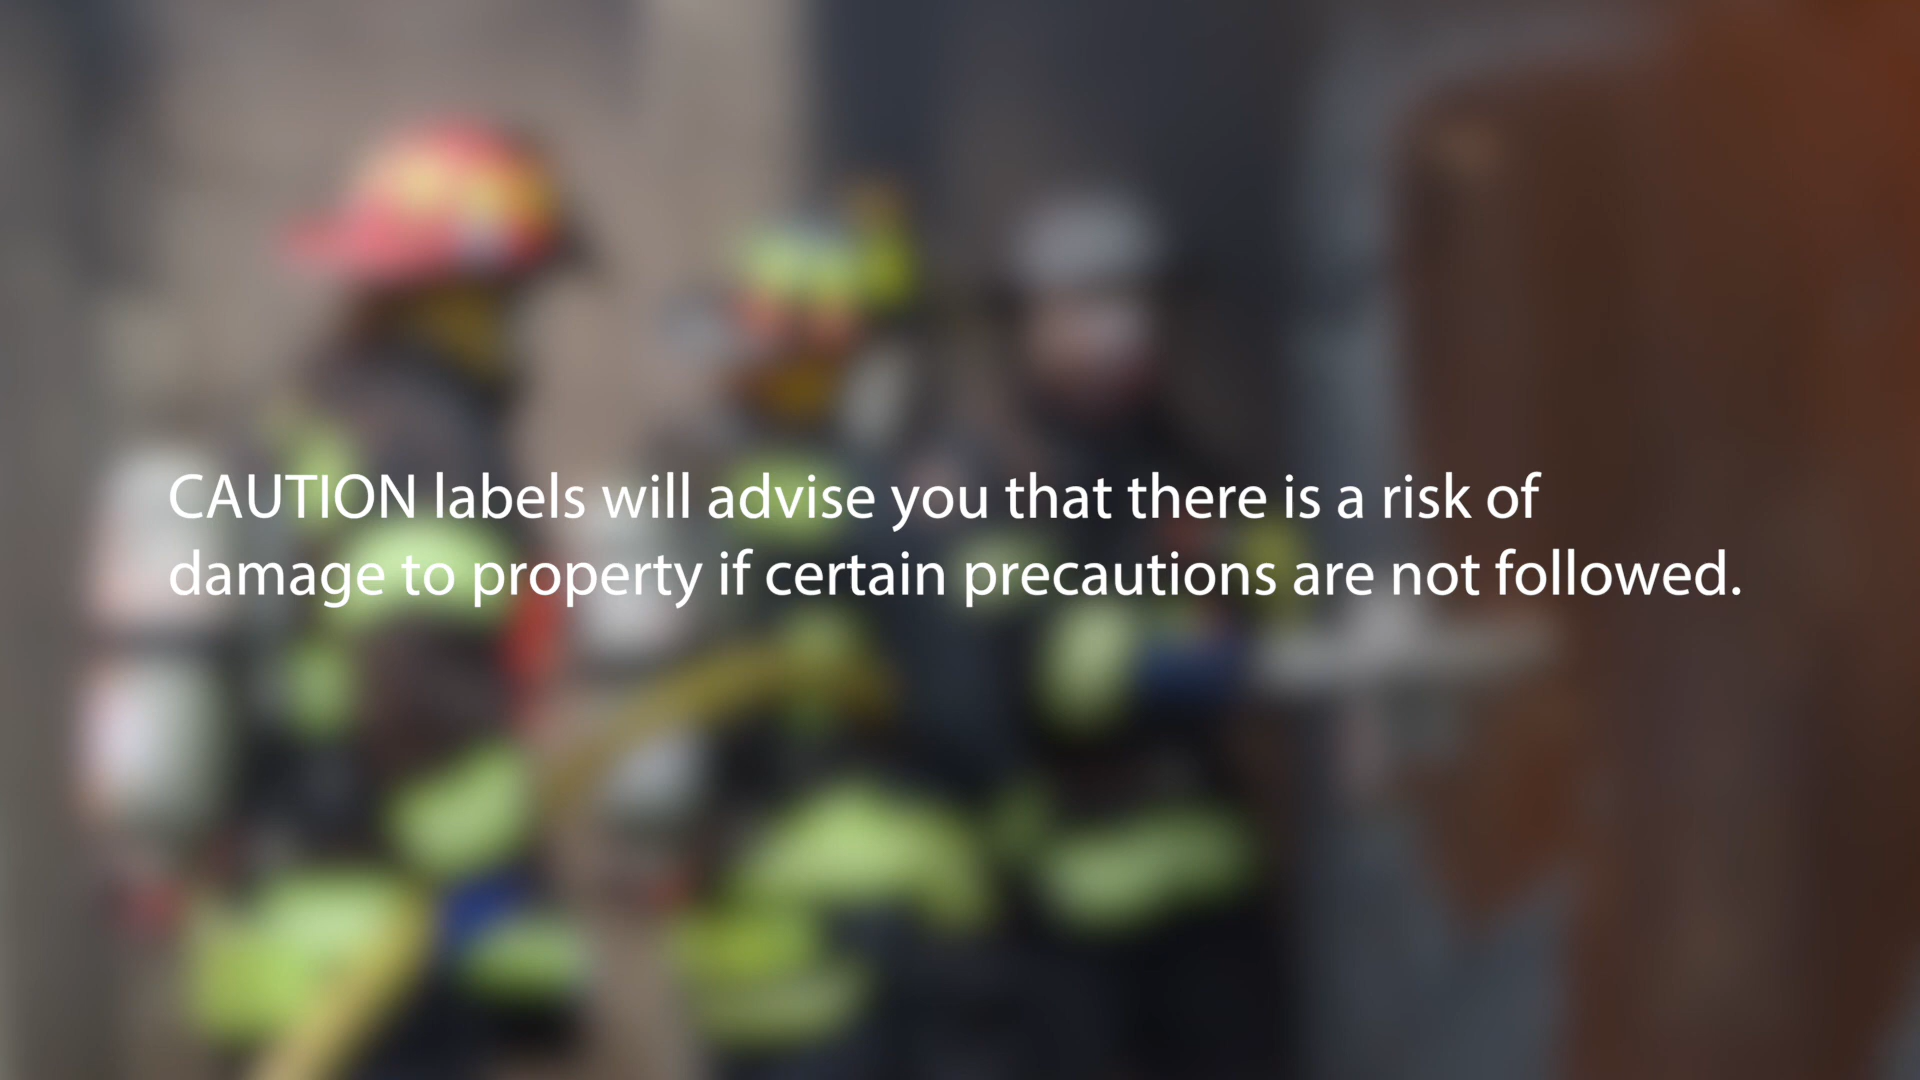 CAUTION labels will advise you that there is a risk of
damage to property if certain precautions are not followed.